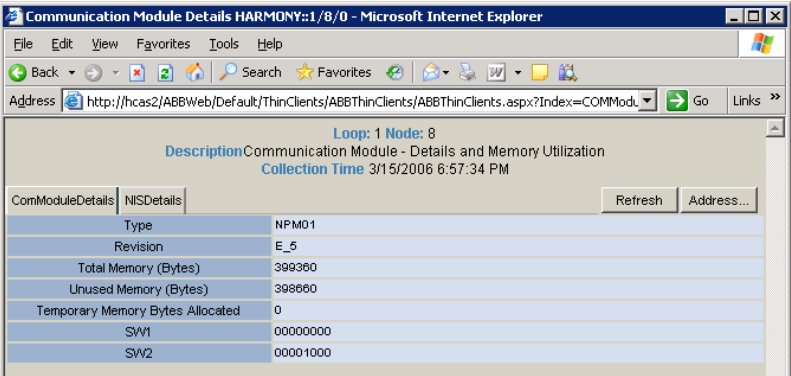 Communication Module Details HARMONY::1/8/0 - Microsoft Internet Explorer
File Edit View Favorites Tools Help
Back Search Favorites
Address http://hcas2/ABBWeb/Default/ThinClients/ABBThinClients/ABBThinClients.aspx?Index=COMModu Go Links »
Loop: 1 Node: 8
DescriptionCommunication Module - Details and Memory Utilization
Collection Time 3/15/2006 6:57:34 PM
ComModuleDetails NISDetails Refresh Address...
Type NPM01
Revision E_5
Total Memory (Bytes) 399360
Unused Memory (Bytes) 398660
Temporary Memory Bytes Allocated 0
SW1 00000000
SW2 00001000